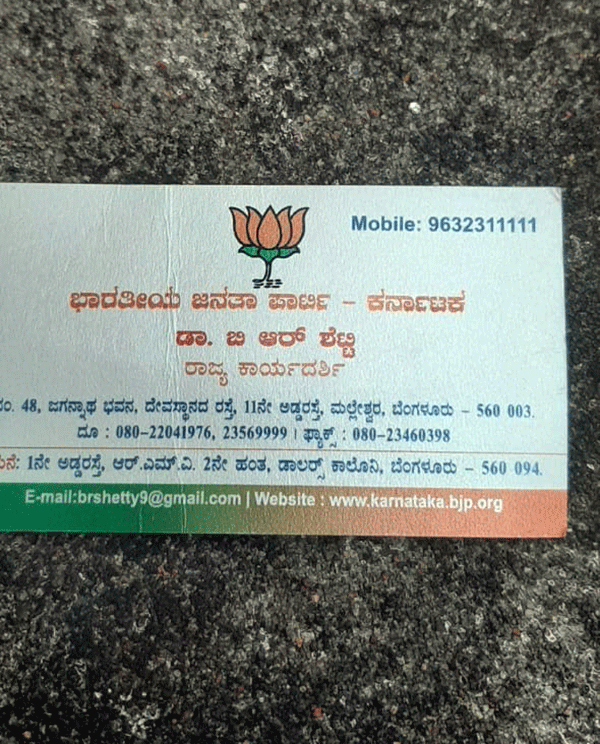 Mobile: 9632311111
ಭಾರತೀಯ ಜನತಾ ಪಾರ್ಟಿ - ಕರ್ನಾಟಕ
ಡಾ. ಬಿ ಆರ್ ಶೆಟ್ಟಿ
ರಾಜ್ಯ ಕಾರ್ಯದರ್ಶಿ
ನಂ. 48, ಜಗನ್ನಾಥ ಭವನ, ದೇವಸ್ಥಾನದ ರಸ್ತೆ, 11ನೇ ಅಡ್ಡರಸ್ತೆ, ಮಲ್ಲೇಶ್ವರ, ಬೆಂಗಳೂರು - 560 003.
ದೂ : 080-22041976, 23569999 । ಫ್ಯಾಕ್ಸ್ : 080-23460398
ಮನೆ: 1ನೇ ಅಡ್ಡರಸ್ತೆ, ಆರ್.ಎಮ್.ವಿ. 2ನೇ ಹಂತ, ಡಾಲರ್ಸ್ ಕಾಲೊನಿ, ಬೆಂಗಳೂರು - 560 094.
E-mail:brshetty9@gmail.com | Website : www.karnataka.bjp.org